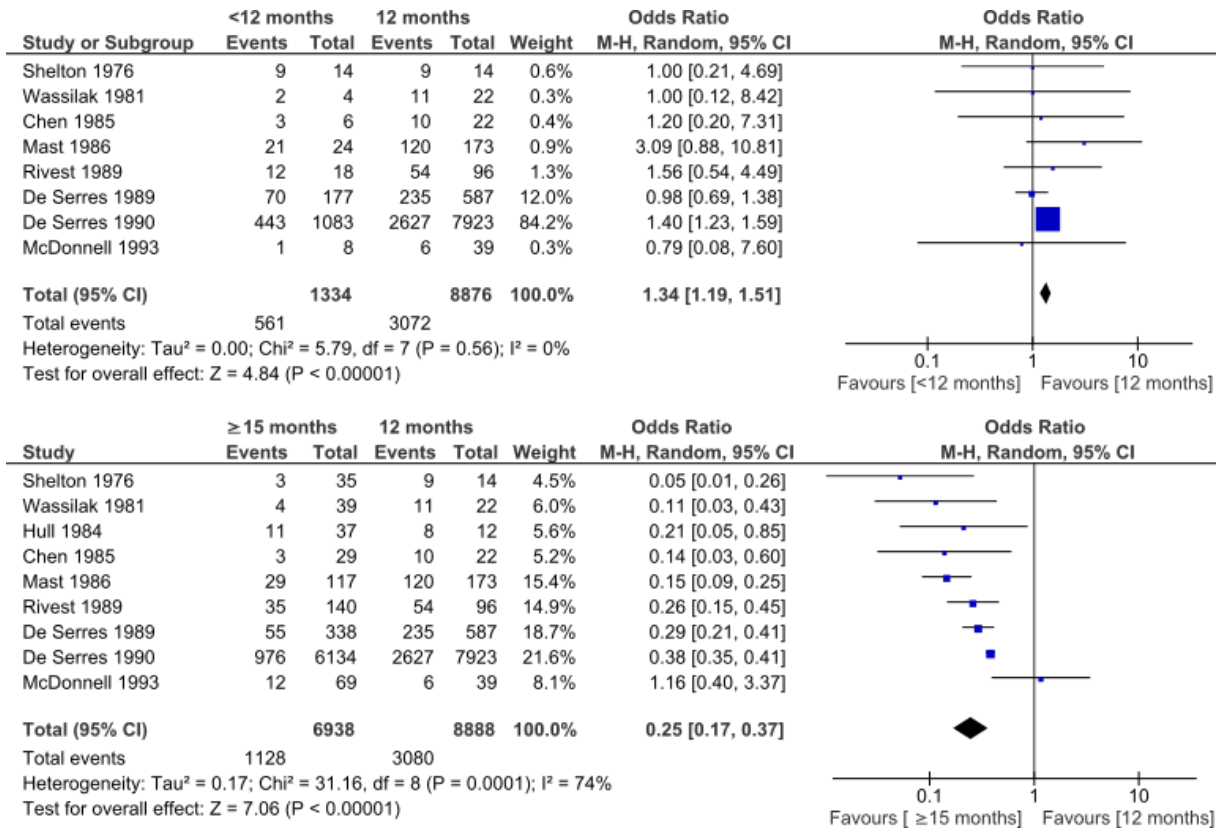 <12 months 12 months Odds Ratio Odds Ratio
Study or Subgroup Events Total Events Total Weight M-H, Random, 95% CI M-H, Random, 95% CI
Shelton 1976 9 14 9 14 0.6% 1.00 [0.21, 4.69]
Wassilak 1981 2 4 11 22 0.3% 1.00 [0.12, 8.42]
Chen 1985 3 6 10 22 0.4% 1.20 [0.20, 7.31]
Mast 1986 21 24 120 173 0.9% 3.09 [0.88, 10.81]
Rivest 1989 12 18 54 96 1.3% 1.56 [0.54, 4.49]
De Serres 1989 70 177 235 587 12.0% 0.98 [0.69, 1.38]
De Serres 1990 443 1083 2627 7923 84.2% 1.40 [1.23, 1.59]
McDonnell 1993 1 8 6 39 0.3% 0.79 [0.08, 7.60]
Total (95% CI) 1334 8876 100.0% 1.34 [1.19, 1.51]
Total events 561 3072
Heterogeneity: Tau² = 0.00; Chi² = 5.79, df = 7 (P = 0.56); I² = 0%
Test for overall effect: Z = 4.84 (P < 0.00001)
0.1 1 10
Favours [<12 months] Favours [12 months]
≥15 months 12 months Odds Ratio Odds Ratio
Study Events Total Events Total Weight M-H, Random, 95% CI M-H, Random, 95% CI
Shelton 1976 3 35 9 14 4.5% 0.05 [0.01, 0.26]
Wassilak 1981 4 39 11 22 6.0% 0.11 [0.03, 0.43]
Hull 1984 11 37 8 12 5.6% 0.21 [0.05, 0.85]
Chen 1985 3 29 10 22 5.2% 0.14 [0.03, 0.60]
Mast 1986 29 117 120 173 15.4% 0.15 [0.09, 0.25]
Rivest 1989 35 140 54 96 14.9% 0.26 [0.15, 0.45]
De Serres 1989 55 338 235 587 18.7% 0.29 [0.21, 0.41]
De Serres 1990 976 6134 2627 7923 21.6% 0.38 [0.35, 0.41]
McDonnell 1993 12 69 6 39 8.1% 1.16 [0.40, 3.37]
Total (95% CI) 6938 8888 100.0% 0.25 [0.17, 0.37]
Total events 1128 3080
Heterogeneity: Tau² = 0.17; Chi² = 31.16, df = 8 (P = 0.0001); I² = 74%
Test for overall effect: Z = 7.06 (P < 0.00001)
0.1 1 10
Favours [ ≥15 months] Favours [12 months]